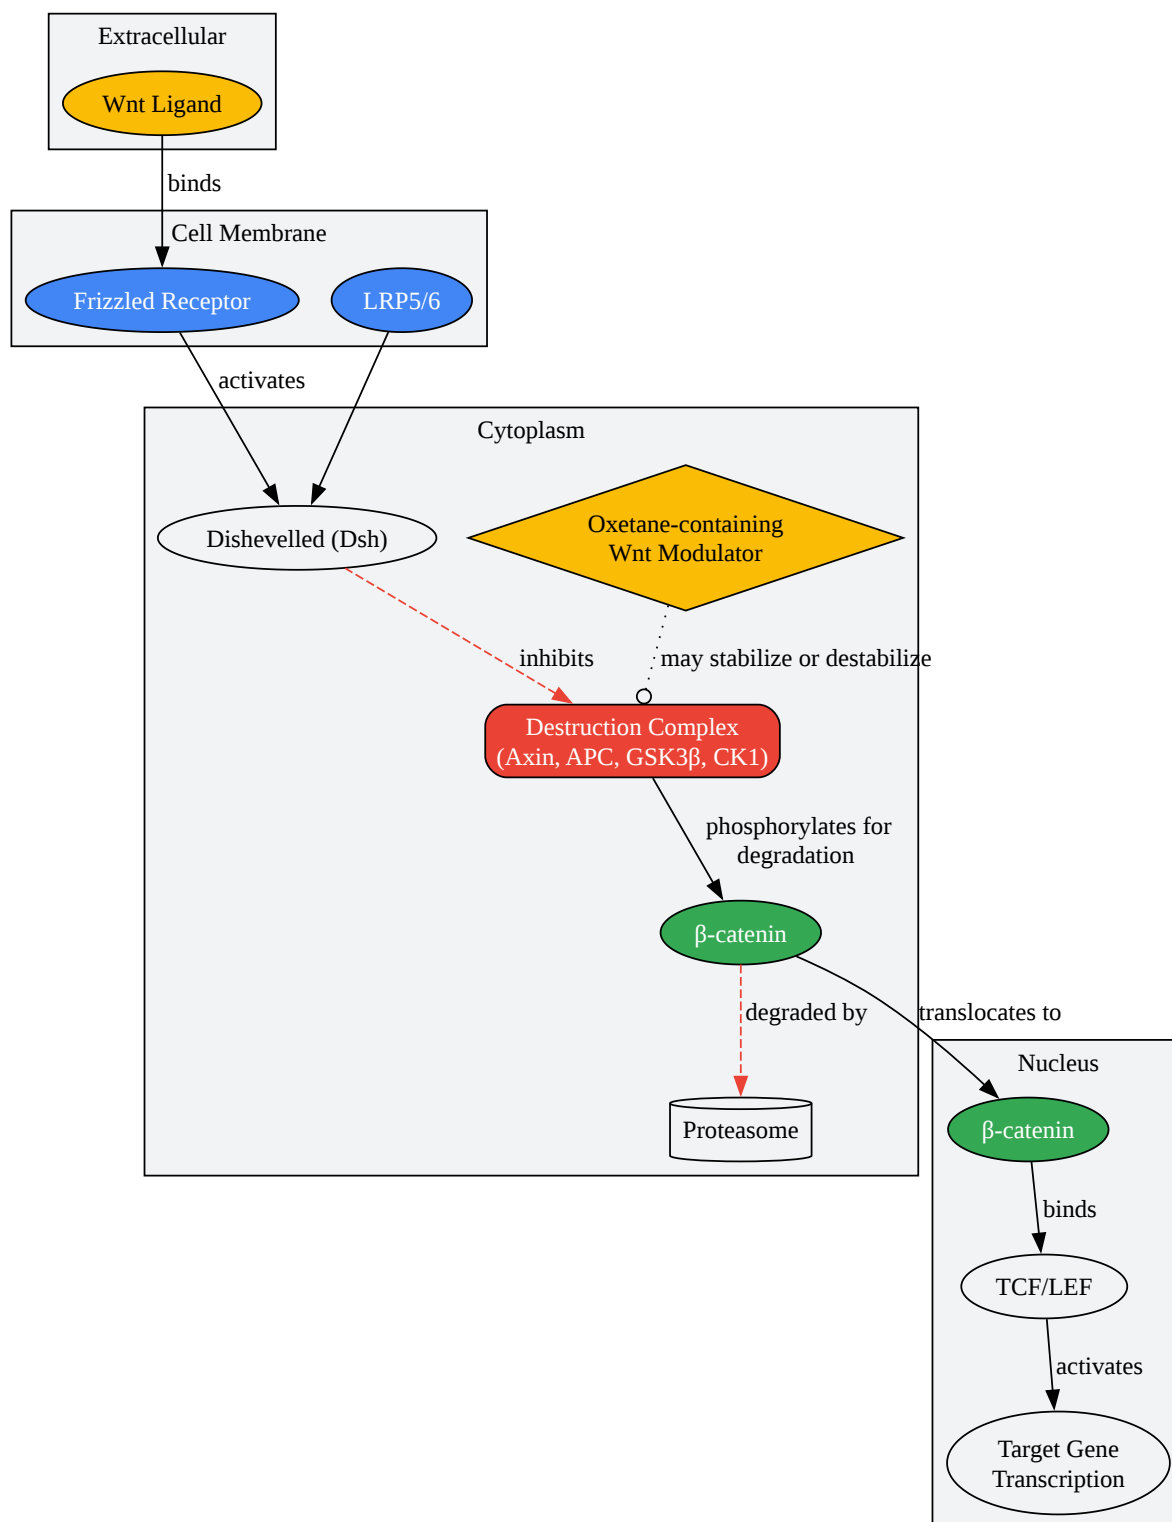 Extracellular
Wnt Ligand
binds
Cell Membrane
Frizzled Receptor
LRP5/6
activates
Cytoplasm
Dishevelled (Dsh)
Oxetane-containing
Wnt Modulator
inhibits
may stabilize or destabilize
Destruction Complex
(Axin, APC, GSK3β, CK1)
phosphorylates for
degradation
β-catenin
degraded by
translocates to
Proteasome
Nucleus
β-catenin
binds
TCF/LEF
activates
Target Gene
Transcription